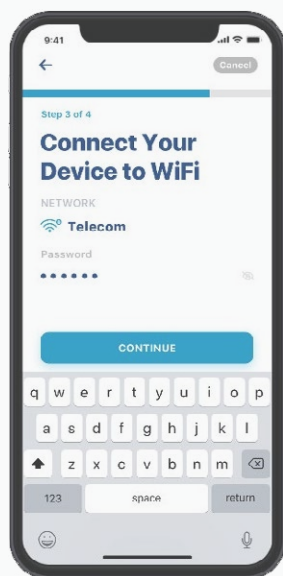 9:41
Cancel
Step 3 of 4
Connect Your
Device to WiFi
NETWORK
Telecom
Password
CONTINUE
q w e r t y u i o p
a s d f g h j k l
z x c v b n m
123 space return